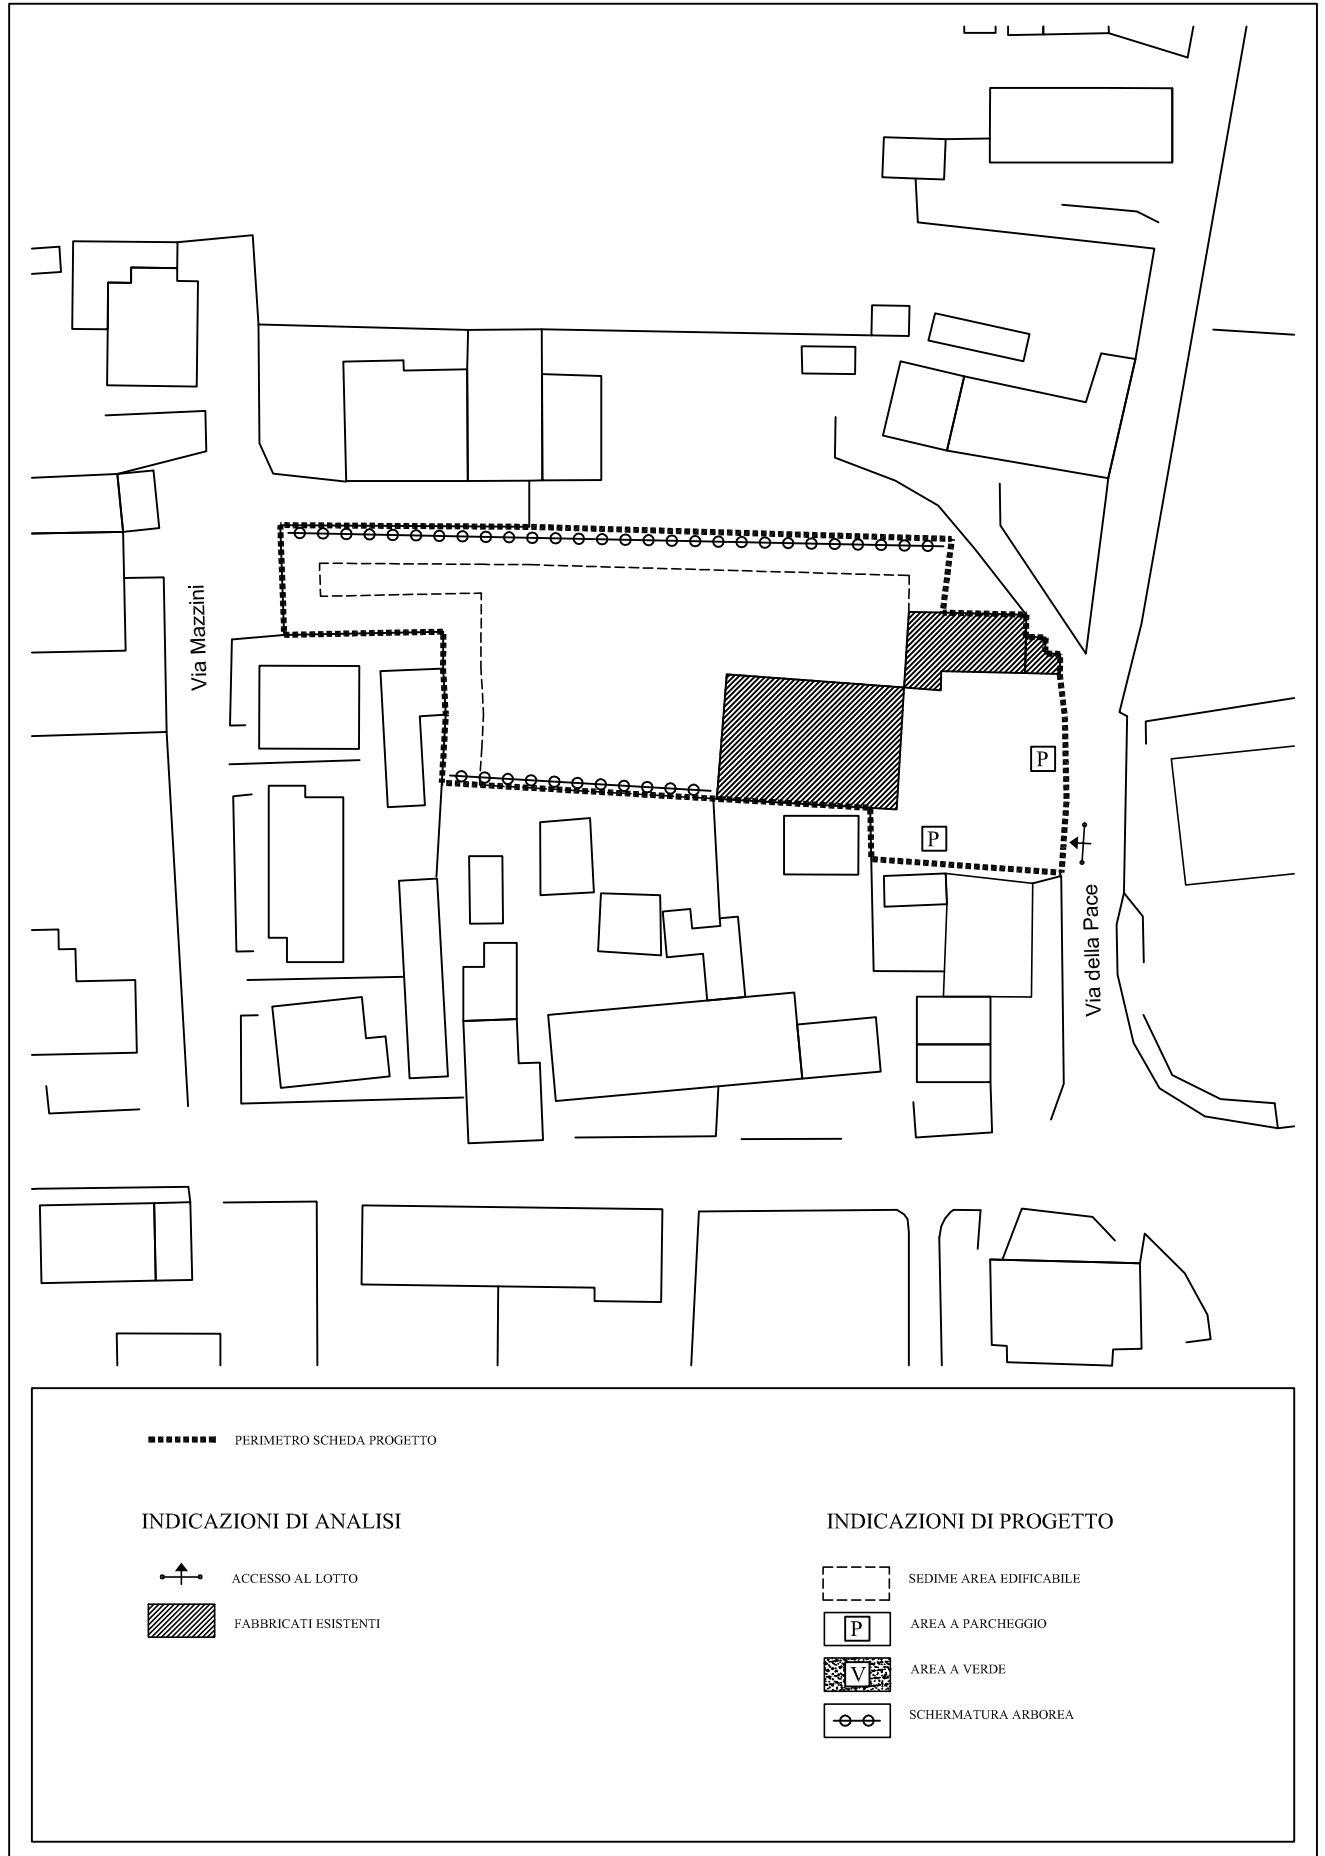 Via Mazzini
P
P
Via della Pace
PERIMETRO SCHEDA PROGETTO
INDICAZIONI DI ANALISI
ACCESSO AL LOTTO
FABBRICATI ESISTENTI
INDICAZIONI DI PROGETTO
SEDIME AREA EDIFICABILE
P
AREA A PARCHEGGIO
V
AREA A VERDE
SCHERMATURA ARBOREA